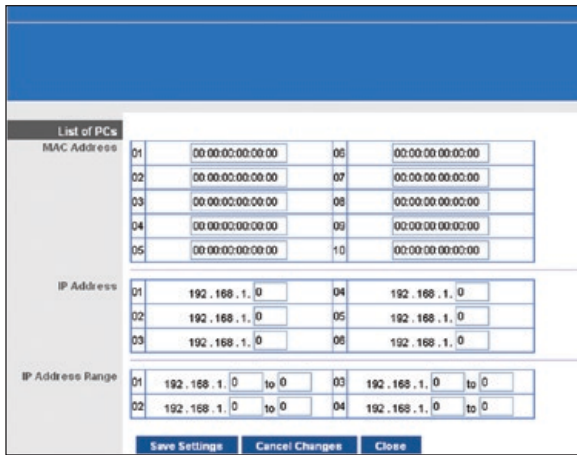 List of PCs
MAC Address
01 00:00:00:00:00:00 06 00:00:00:00:00:00
02 00:00:00:00:00:00 07 00:00:00:00:00:00
03 00:00:00:00:00:00 08 00:00:00:00:00:00
04 00:00:00:00:00:00 09 00:00:00:00:00:00
05 00:00:00:00:00:00 10 00:00:00:00:00:00
IP Address
01 192.168.1. 0 04 192.168.1. 0
02 192.168.1. 0 05 192.168.1. 0
03 192.168.1. 0 06 192.168.1. 0
IP Address Range
01 192.168.1. 0 to 0 03 192.168.1. 0 to 0
02 192.168.1. 0 to 0 04 192.168.1. 0 to 0
Save Settings Cancel Changes Close